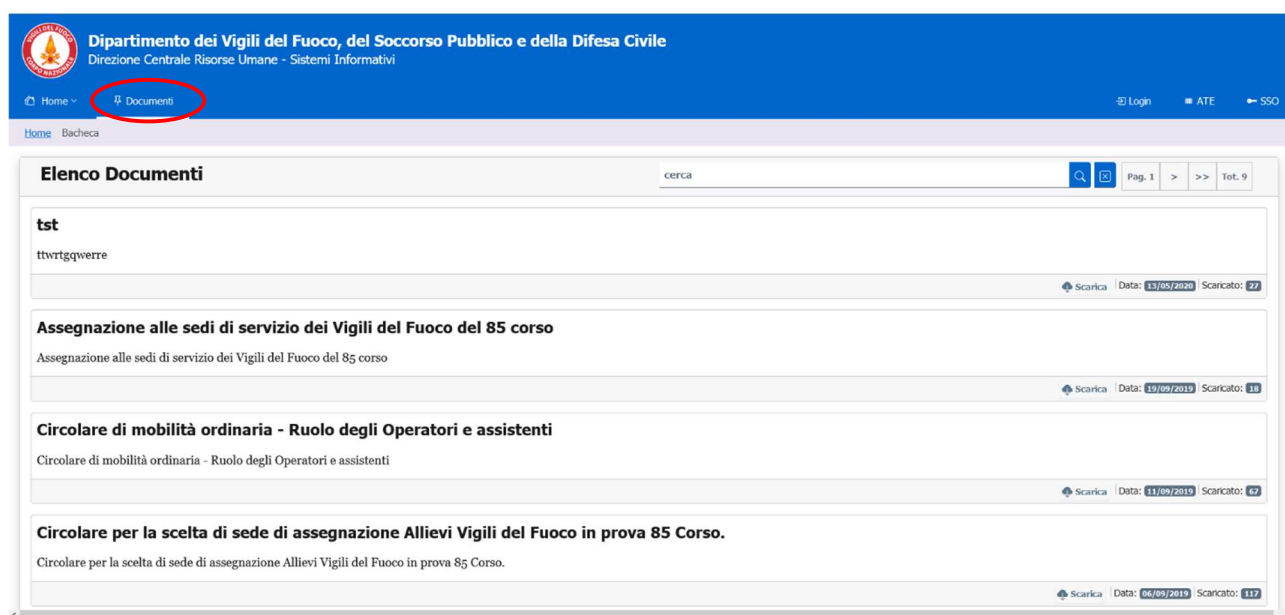 VIGILI DEL FUOCO
CORPO NAZIONALE
Dipartimento dei Vigili del Fuoco, del Soccorso Pubblico e della Difesa Civile
Direzione Centrale Risorse Umane - Sistemi Informativi
Home Documenti Login ATE SSO
Home Bacheca
Elenco Documenti cerca Pag. 1 > >> Tot. 9
tst
ttwrtgqwerre
Scarica Data: 13/05/2020 Scaricato: 27
Assegnazione alle sedi di servizio dei Vigili del Fuoco del 85 corso
Assegnazione alle sedi di servizio dei Vigili del Fuoco del 85 corso
Scarica Data: 19/09/2019 Scaricato: 18
Circolare di mobilità ordinaria - Ruolo degli Operatori e assistenti
Circolare di mobilità ordinaria - Ruolo degli Operatori e assistenti
Scarica Data: 11/09/2019 Scaricato: 67
Circolare per la scelta di sede di assegnazione Allievi Vigili del Fuoco in prova 85 Corso.
Circolare per la scelta di sede di assegnazione Allievi Vigili del Fuoco in prova 85 Corso.
Scarica Data: 06/09/2019 Scaricato: 117